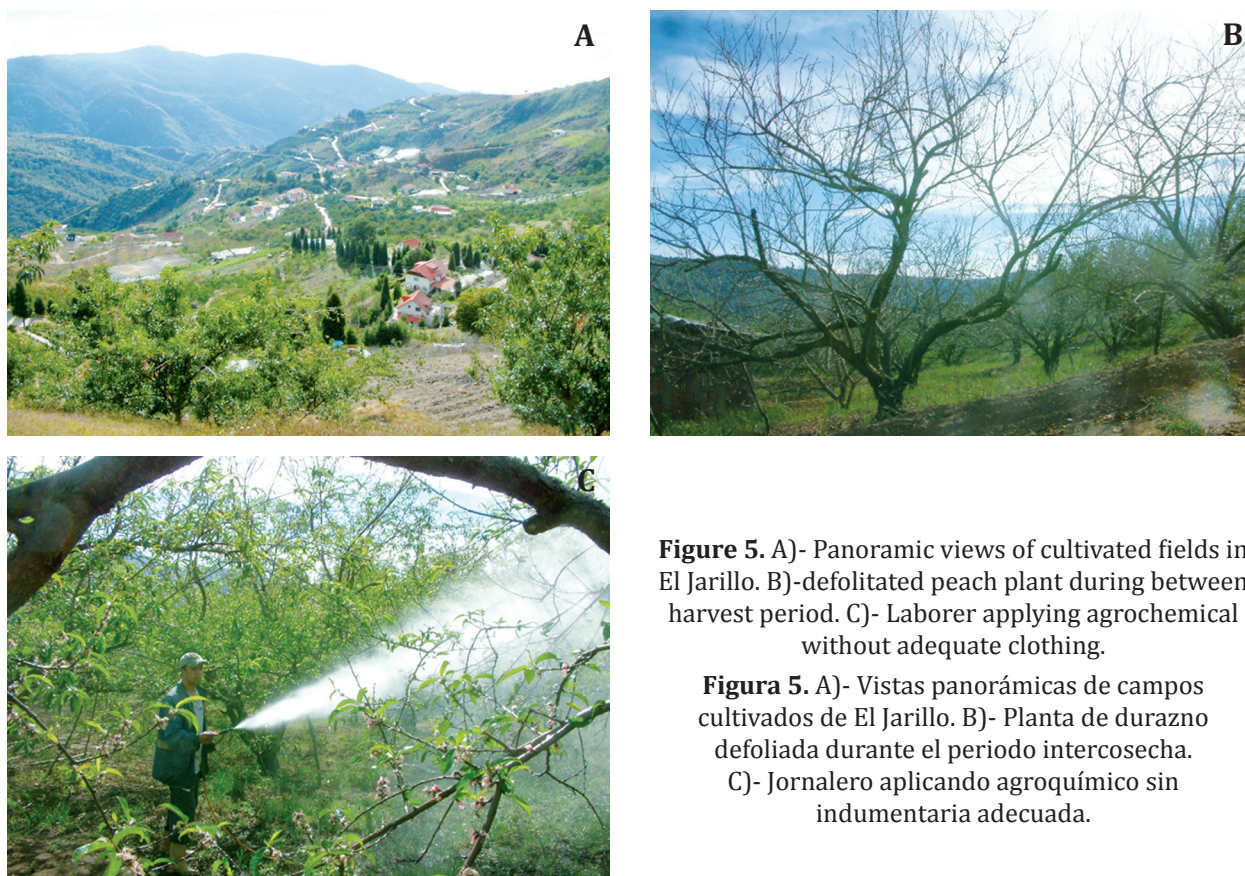 A
B
C
Figure 5. A)- Panoramic views of cultivated fields in
El Jarillo. B)-defolitated peach plant during between
harvest period. C)- Laborer applying agrochemical
without adequate clothing.
Figura 5. A)- Vistas panorámicas de campos
cultivados de El Jarillo. B)- Planta de durazno
defoliada durante el periodo intercosecha.
C)- Jornalero aplicando agroquímico sin
indumentaria adecuada.